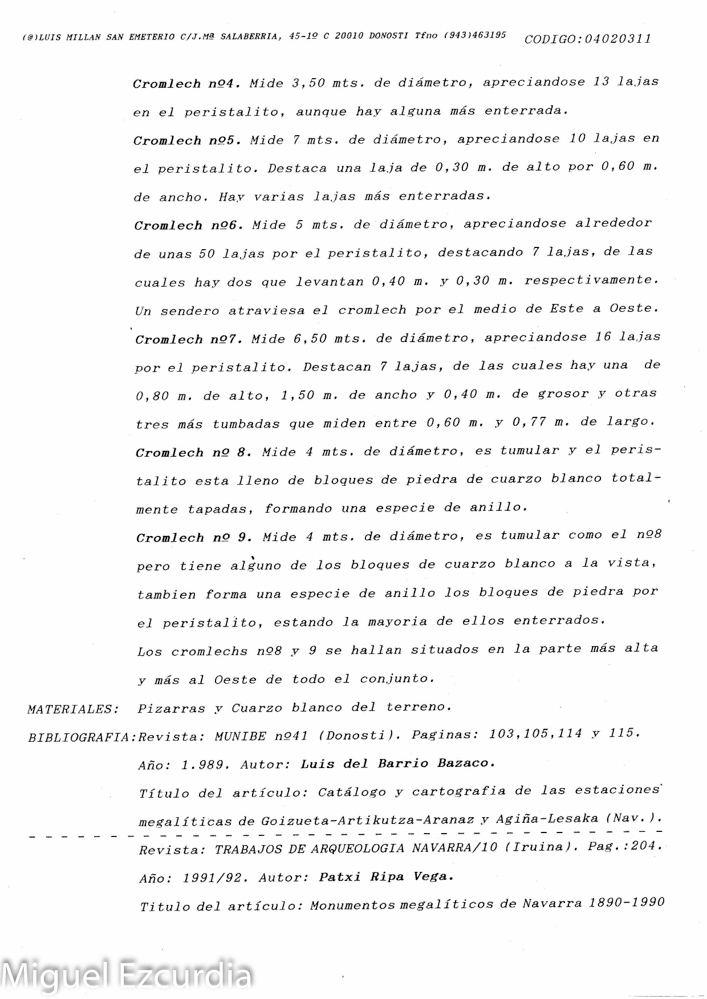 (@)LUIS MILLAN SAN EMETERIO C/J.Mª SALABERRIA, 45-1º C 20010 DONOSTI Tfno (943)463195 CODIGO:04020311
Cromlech nº4. Mide 3,50 mts. de diámetro, apreciandose 13 lajas
en el peristalito, aunque hay alguna más enterrada.
Cromlech nº5. Mide 7 mts. de diámetro, apreciandose 10 lajas en
el peristalito. Destaca una laja de 0,30 m. de alto por 0,60 m.
de ancho. Hay varias lajas más enterradas.
Cromlech nº6. Mide 5 mts. de diámetro, apreciandose alrededor
de unas 50 lajas por el peristalito, destacando 7 lajas, de las
cuales hay dos que levantan 0,40 m. y 0,30 m. respectivamente.
Un sendero atraviesa el cromlech por el medio de Este a Oeste.
Cromlech nº7. Mide 6,50 mts. de diámetro, apreciandose 16 lajas
por el peristalito. Destacan 7 lajas, de las cuales hay una de
0,80 m. de alto, 1,50 m. de ancho y 0,40 m. de grosor y otras
tres más tumbadas que miden entre 0,60 m. y 0,77 m. de largo.
Cromlech nº 8. Mide 4 mts. de diámetro, es tumular y el peris-
talito esta lleno de bloques de piedra de cuarzo blanco total-
mente tapadas, formando una especie de anillo.
Cromlech nº 9. Mide 4 mts. de diámetro, es tumular como el nº8
pero tiene alguno de los bloques de cuarzo blanco a la vista,
tambien forma una especie de anillo los bloques de piedra por
el peristalito, estando la mayoria de ellos enterrados.
Los cromlechs nº8 y 9 se hallan situados en la parte más alta
y más al Oeste de todo el conjunto.
MATERIALES: Pizarras y Cuarzo blanco del terreno.
BIBLIOGRAFIA:Revista: MUNIBE nº41 (Donosti). Paginas: 103,105,114 y 115.
Año: 1.989. Autor: Luis del Barrio Bazaco.
Título del artículo: Catálogo y cartografia de las estaciones
megalíticas de Goizueta-Artikutza-Aranaz y Agiña-Lesaka (Nav.).
Revista: TRABAJOS DE ARQUEOLOGIA NAVARRA/10 (Iruina). Pag.:204.
Año: 1991/92. Autor: Patxi Ripa Vega.
Titulo del artículo: Monumentos megalíticos de Navarra 1890-1990
Miguel Ezcurdia